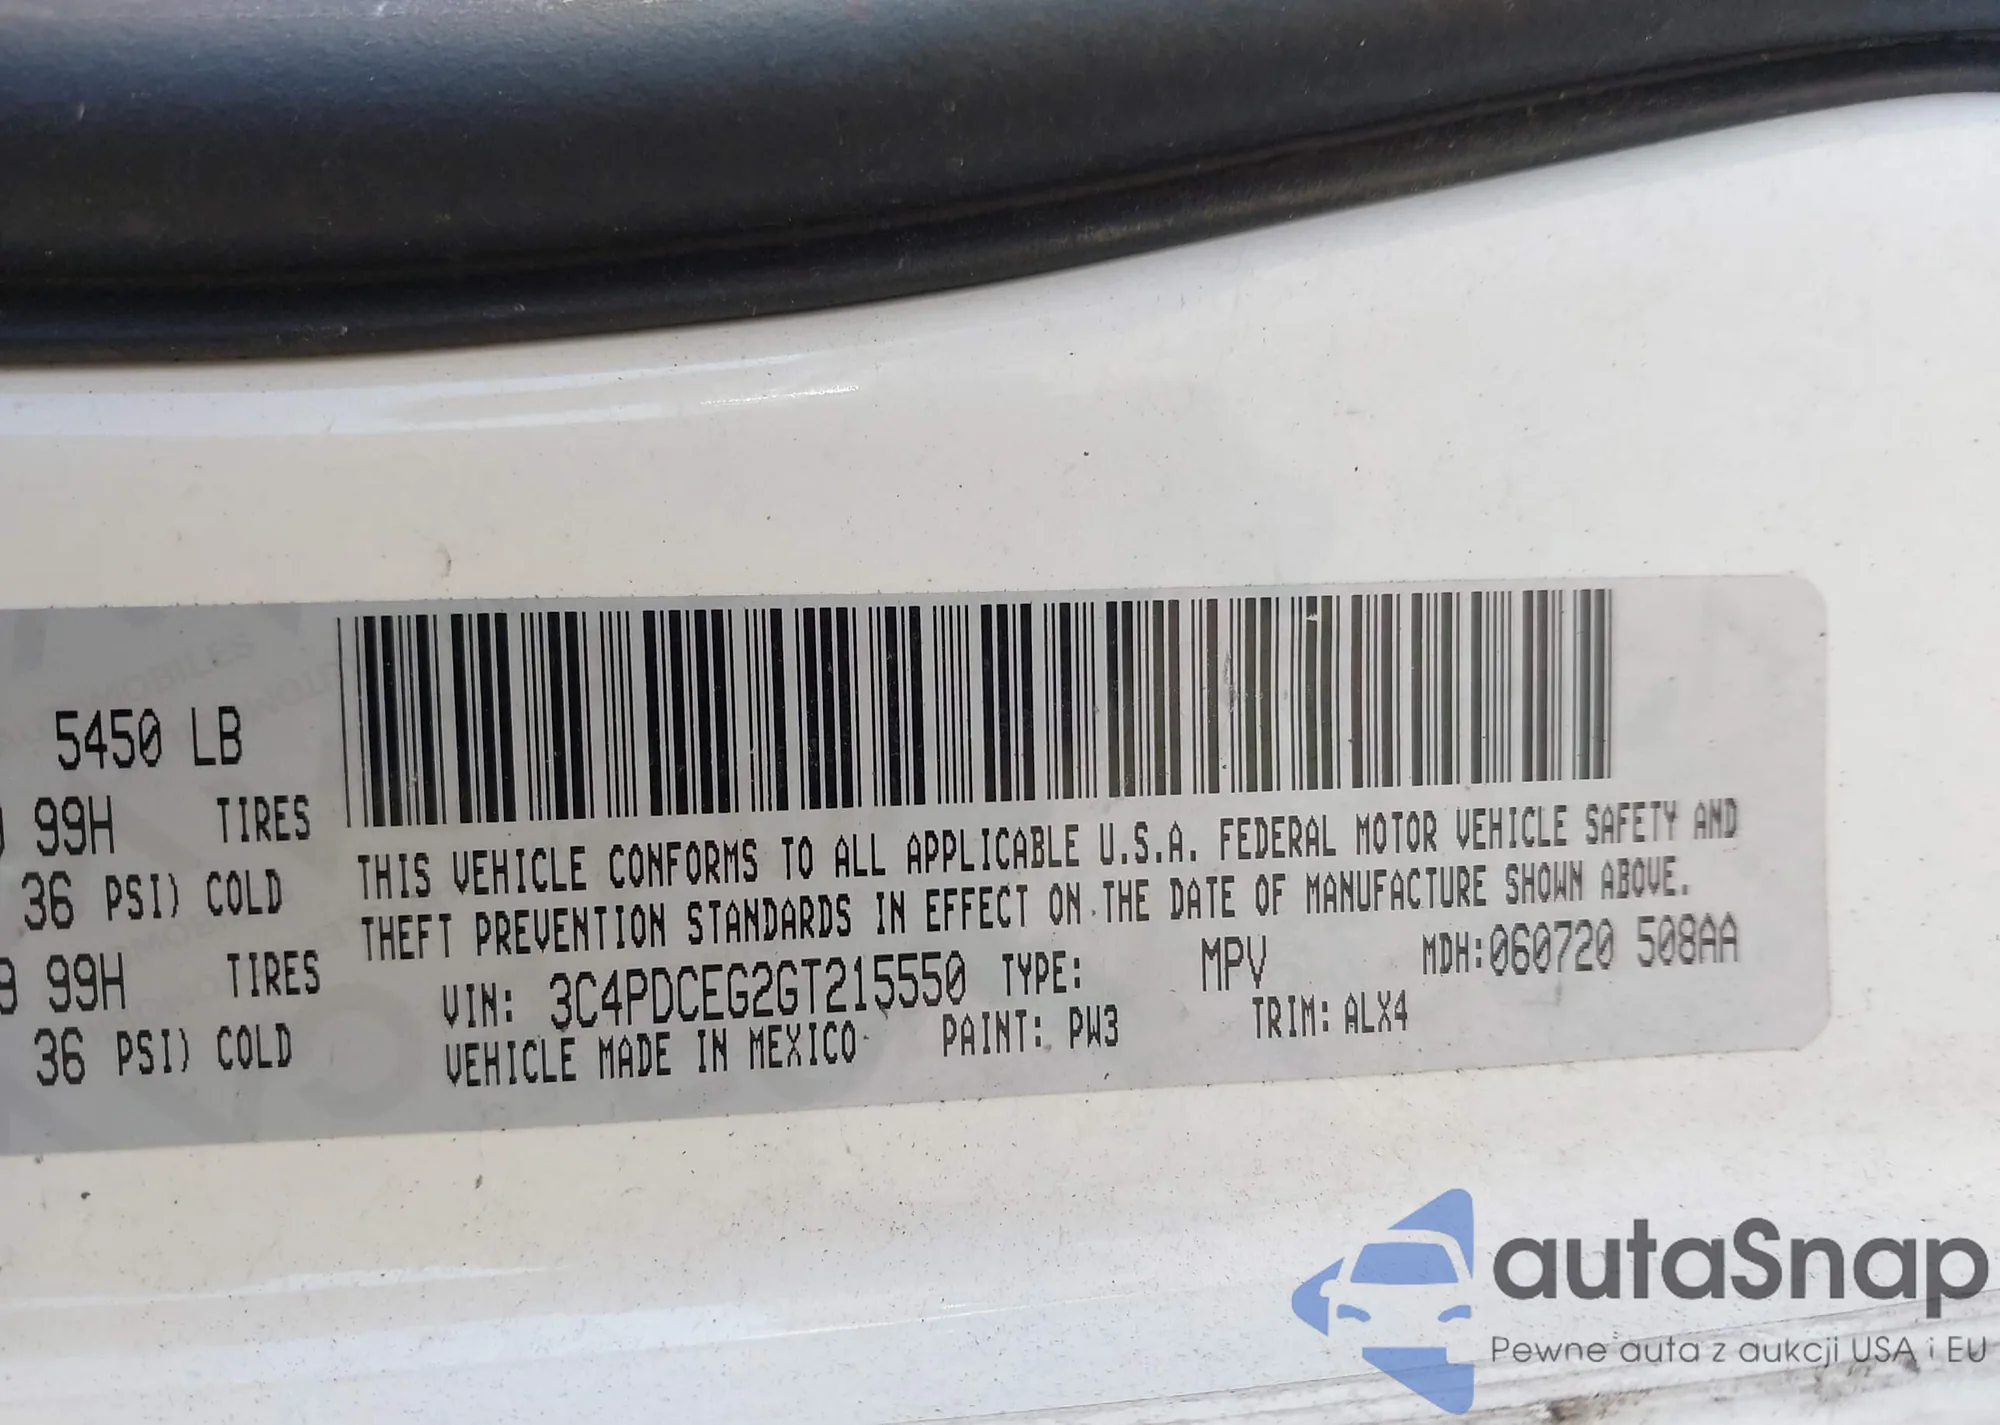 5450 LB
99H TIRES
36 PSI) COLD
99H TIRES
36 PSI) COLD
THIS VEHICLE CONFORMS TO ALL APPLICABLE U.S.A. FEDERAL MOTOR VEHICLE SAFETY AND
THEFT PREVENTION STANDARDS IN EFFECT ON THE DATE OF MANUFACTURE SHOWN ABOVE.
VIN: 3C4PDCEG2GT215550 TYPE: MPV MDH:060720 508AA
VEHICLE MADE IN MEXICO PAINT: PW3 TRIM: ALX4
autaSnap
Pewne auta z aukcji USA i EU